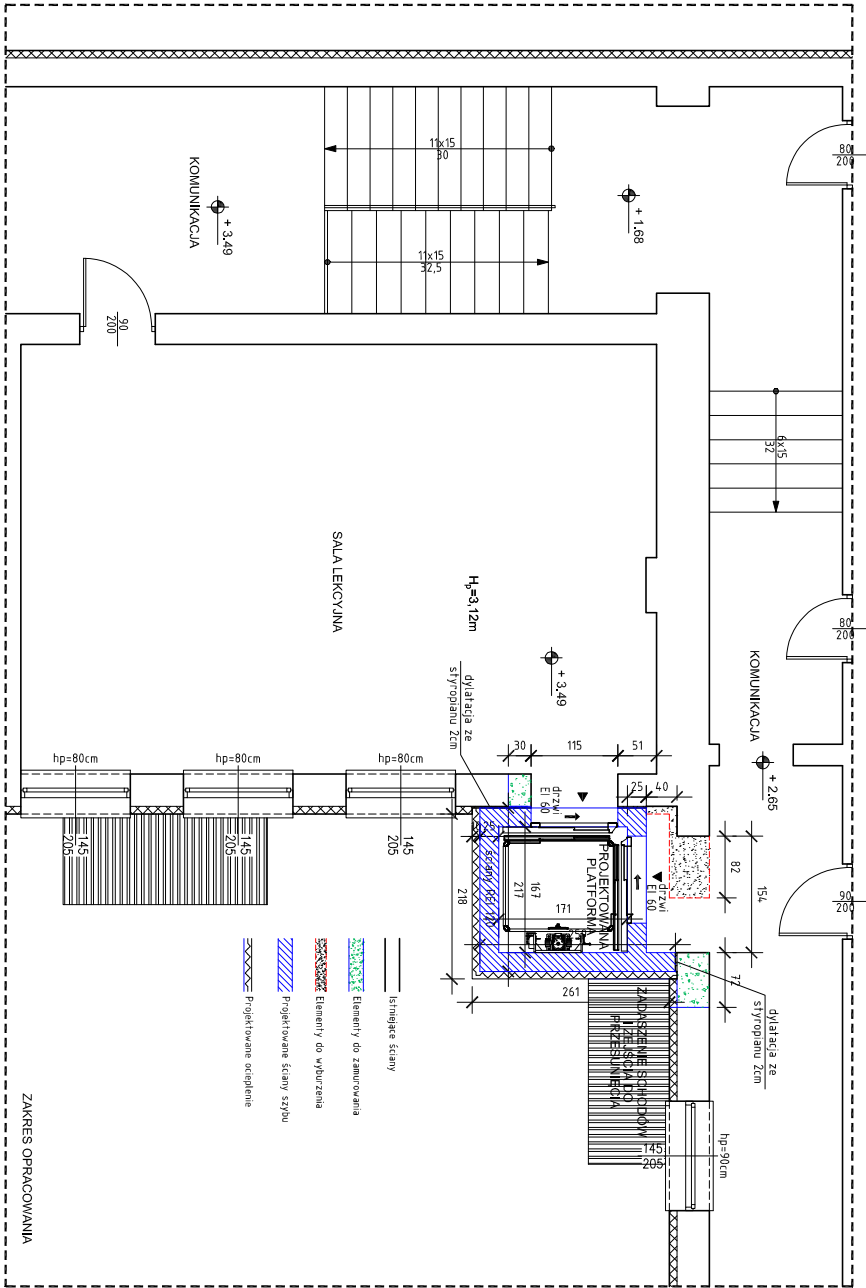 KOMUNIKACJA
+ 3.49
11x15
30
11x15
32,5
+ 1.68
80
200
90
200
6x15
32
80
200
SALA LEKCYJNA
Hp=3,12m
+ 3.49
dylatacja ze
styropianu 2cm
KOMUNIKACJA
+ 2.65
hp=80cm
145
205
hp=80cm
145
205
hp=80cm
145
205
30
115
51
25
40
drzwi
EI 60
drzwi
EI 60
PROJEKTOWANA
PLATFORMA
167
217
171
218
261
82
154
72
90
200
dylatacja ze
styropianu 2cm
ZADASZENIE SCHODÓW
I ZEJŚCIA DO
PRZESUNIĘCIA
hp=90cm
145
205
Istniejące ściany
Elementy do zamurowania
Elementy do wyburzenia
Projektowane ściany szybu
Projektowane ocieplenie
ZAKRES OPRACOWANIA